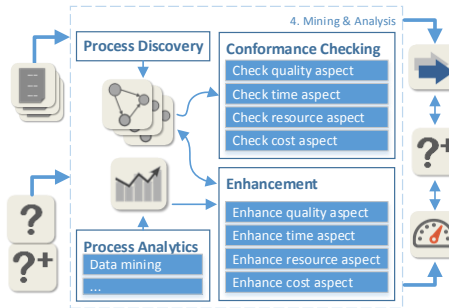 4. Mining & Analysis
Process Discovery
Conformance Checking
Check quality aspect
Check time aspect
Check resource aspect
Check cost aspect
?+
Enhancement
Enhance quality aspect
Enhance time aspect
Enhance resource aspect
Enhance cost aspect
?
?+
Process Analytics
Data mining
...